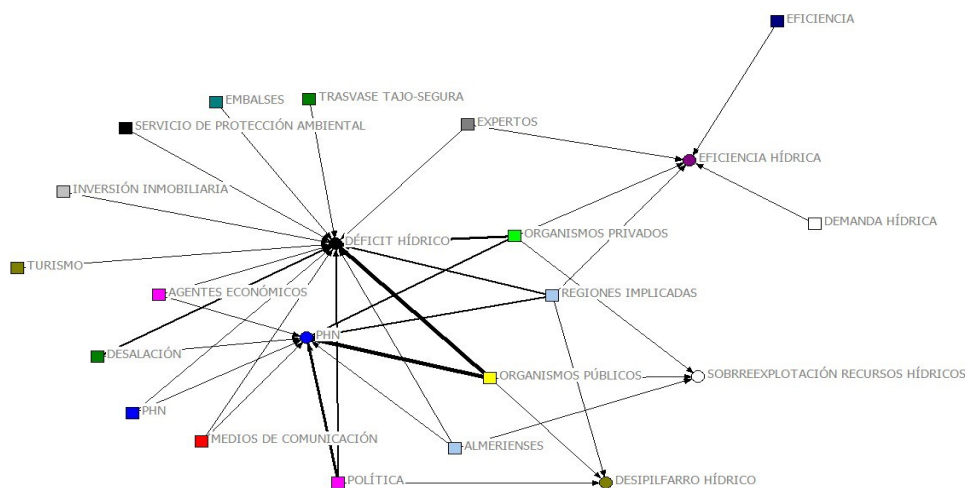 EFICIENCIA
EMBALSES
TRASVASE TAJO-SEGURA
SERVICIO DE PROTECCIÓN AMBIENTAL
EXPERTOS
EFICIENCIA HÍDRICA
INVERSIÓN INMOBILIARIA
DEMANDA HÍDRICA
DÉFICIT HÍDRICO
ORGANISMOS PRIVADOS
TURISMO
AGENTES ECONÓMICOS
REGIONES IMPLICADAS
PHN
DESALACIÓN
ORGANISMOS PÚBLICOS
SOBRREEXPLOTACIÓN RECURSOS HÍDRICOS
PHN
MEDIOS DE COMUNICACIÓN
ALMERIENSES
POLÍTICA
DESIPILFARRO HÍDRICO